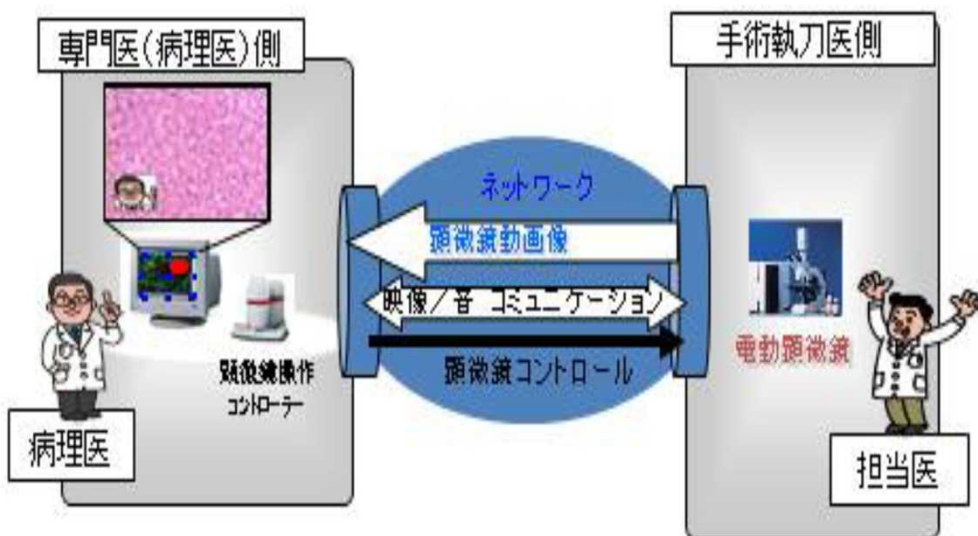 専門医(病理医)側
手術執刀医側
ネットワーク
顕微鏡動画像
映像/音 コミュニケーション
顕微鏡コントロール
顕微鏡操作
コントローラー
電動顕微鏡
病理医
担当医